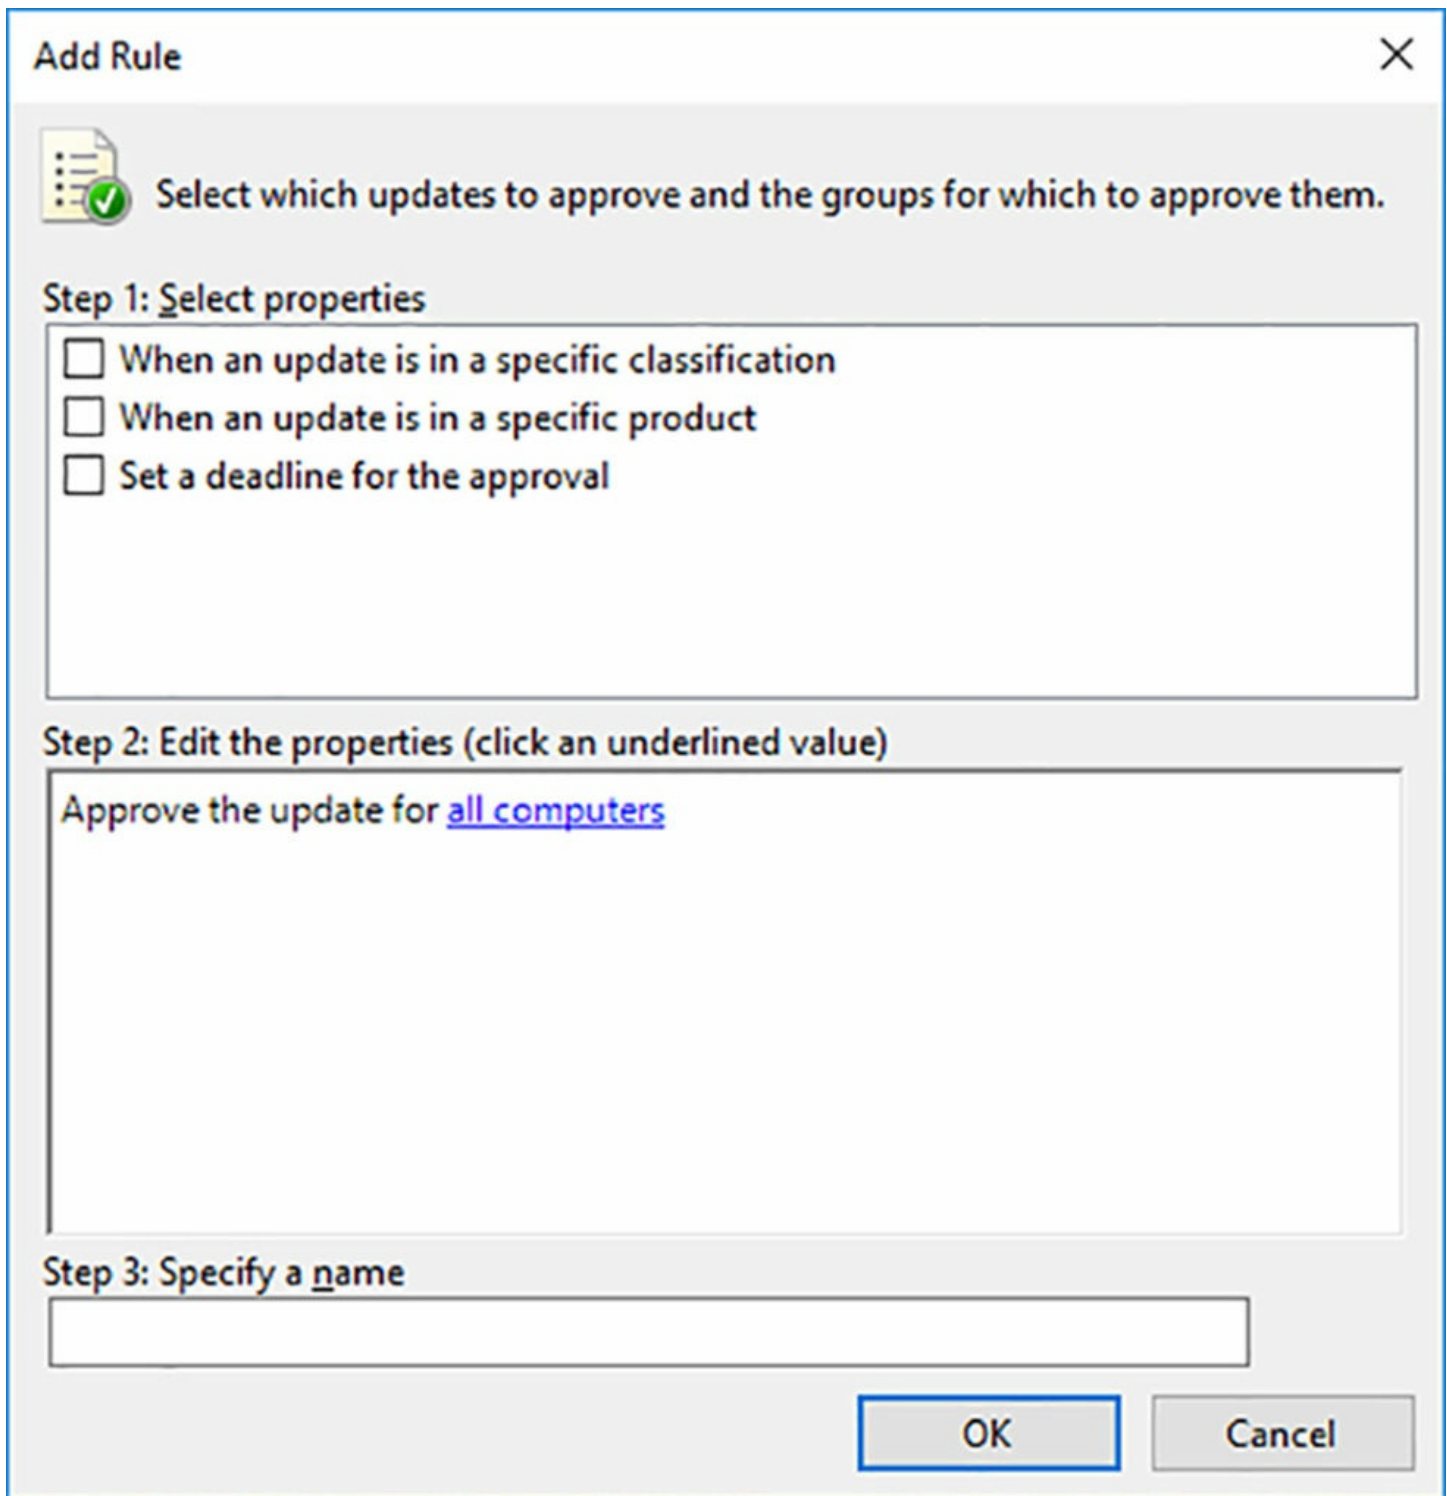 Add Rule
Select which updates to approve and the groups for which to approve them.
Step 1: Select properties
When an update is in a specific classification
When an update is in a specific product
Set a deadline for the approval
Step 2: Edit the properties (click an underlined value)
Approve the update for all computers
Step 3: Specify a name
OK
Cancel